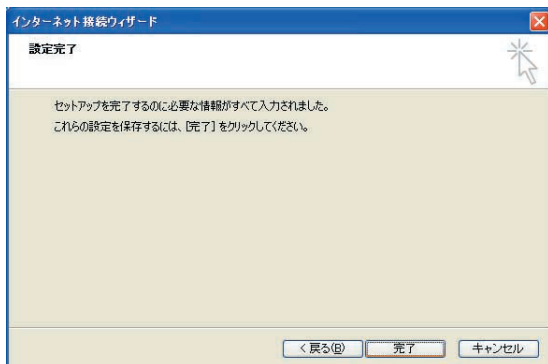 インターネット接続ウィザード
設定完了
セットアップを完了するのに必要な情報がすべて入力されました。
これらの設定を保存するには、[完了] をクリックしてください。
< 戻る(B)
完了
キャンセル